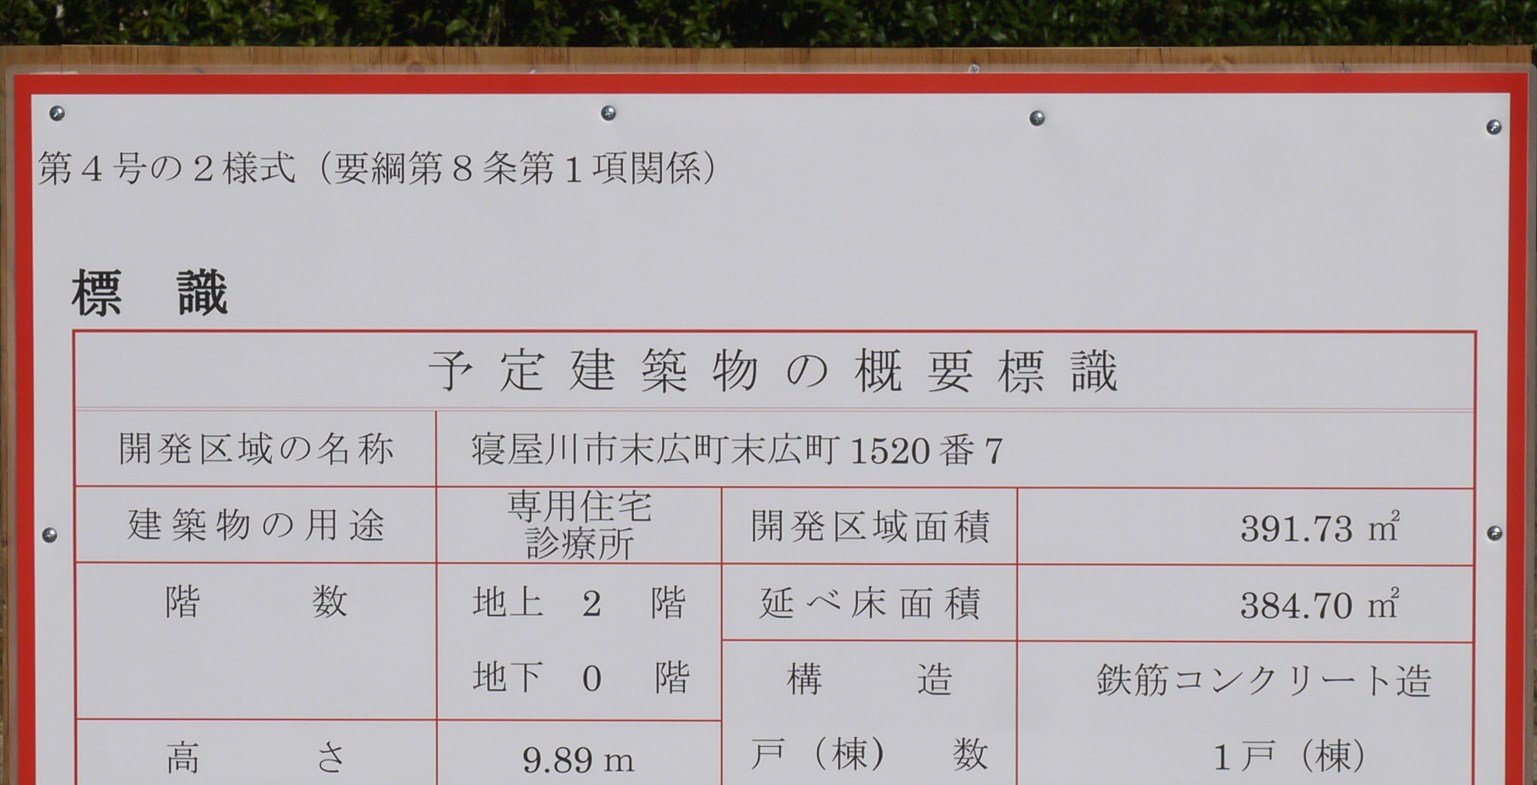 第４号の２様式（要綱第８条第１項関係）
標　識
予定建築物の概要標識
開発区域の名称　寝屋川市末広町末広町 1520 番 7
建築物の用途　専用住宅
診療所
開発区域面積　391.73 ㎡
階　数　地上　2　階
延べ床面積　384.70 ㎡
地下　0　階
構　造　鉄筋コンクリート造
高　さ　9.89 m
戸（棟）　数　1 戸（棟）